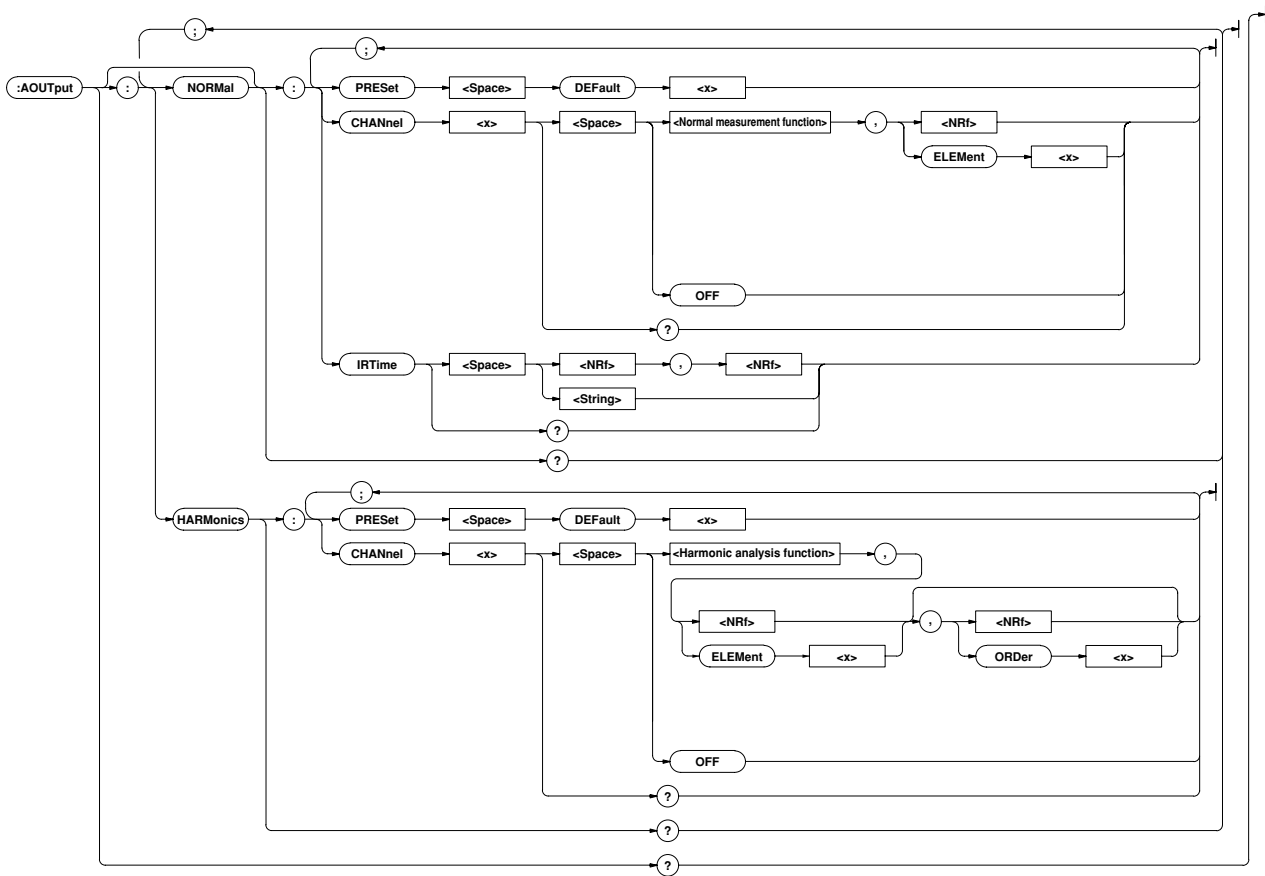 ;
;
:AOUTput : NORMal : PRESet <Space> DEFault <x>
CHANnel <x> <Space> <Normal measurement function> , <NRf>
ELEMent <x>
OFF
?
IRTime <Space> <NRf> , <NRf>
<String>
?
?
;
HARMonics : PRESet <Space> DEFault <x>
CHANnel <x> <Space> <Harmonic analysis function> ,
<NRf> , <NRf>
ELEMent <x> ORDer <x>
OFF
?
?
?